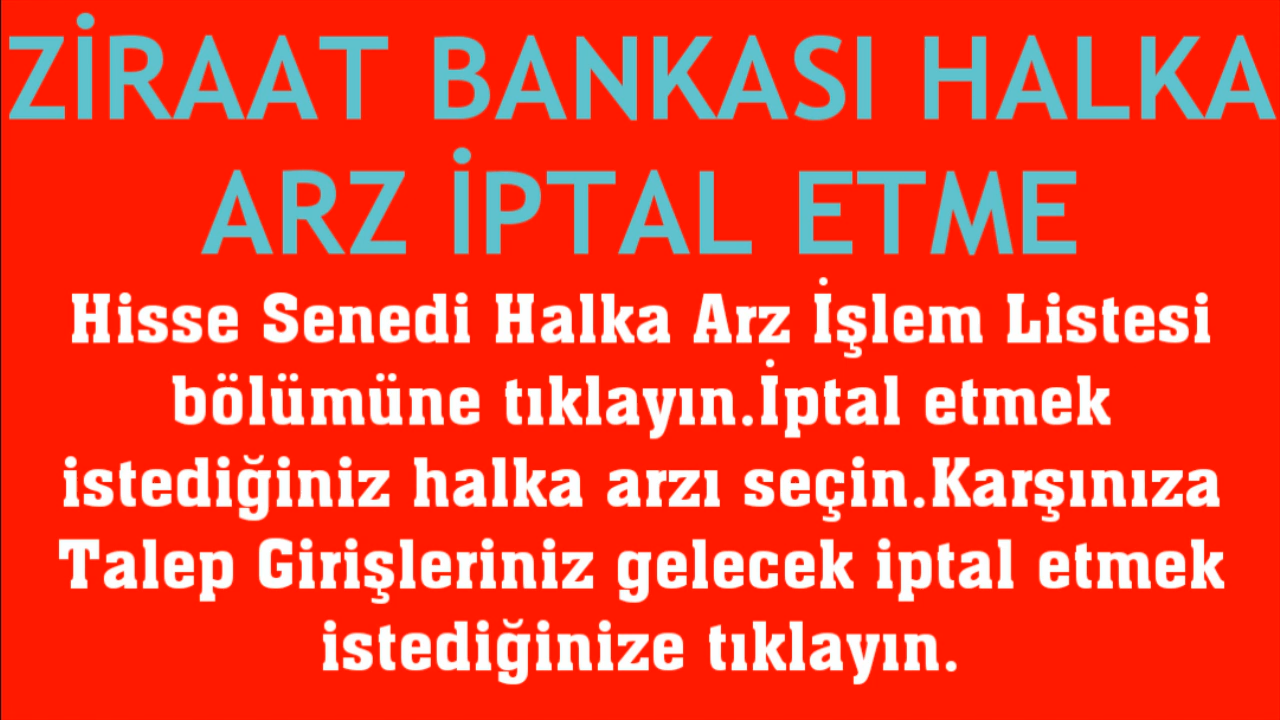 ZİRAAT BANKASI HALKA
ARZ İPTAL ETME
Hisse Senedi Halka Arz İşlem Listesi
bölümüne tıklayın.İptal etmek
istediğiniz halka arzı seçin.Karşınıza
Talep Girişleriniz gelecek iptal etmek
istediğinize tıklayın.